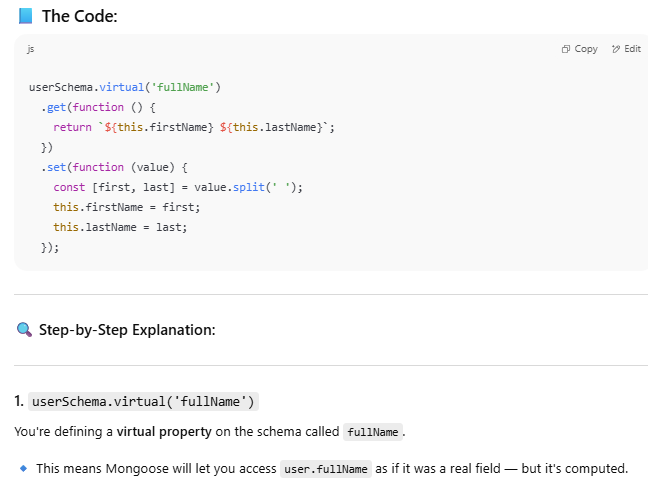 The Code:
js
Copy Edit
userSchema.virtual('fullName')
  .get(function () {
    return `${this.firstName} ${this.lastName}`;
  })
  .set(function (value) {
    const [first, last] = value.split(' ');
    this.firstName = first;
    this.lastName = last;
  });
Step-by-Step Explanation:
1. userSchema.virtual('fullName')
You're defining a virtual property on the schema called fullName.
This means Mongoose will let you access user.fullName as if it was a real field — but it's computed.